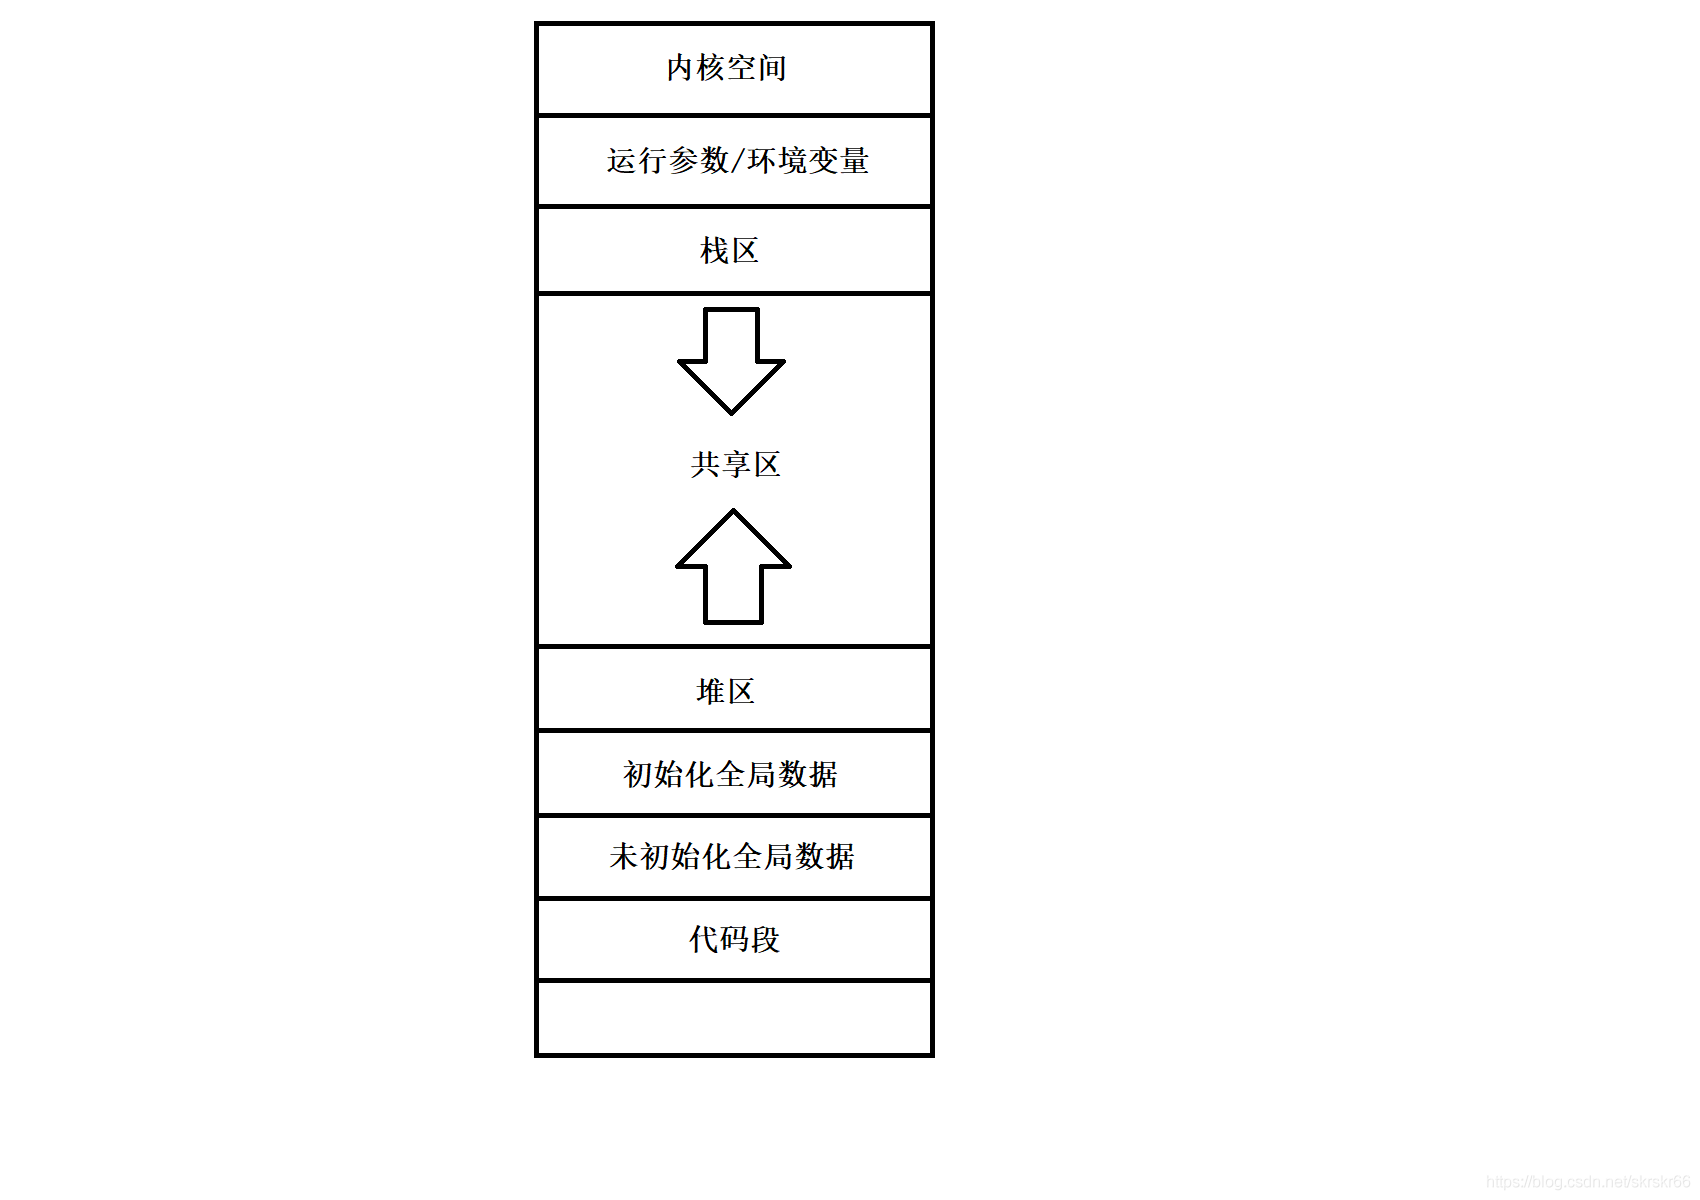 内核空间
运行参数/环境变量
栈区
共享区
堆区
初始化全局数据
未初始化全局数据
代码段
https://blog.csdn.net/skrskr66